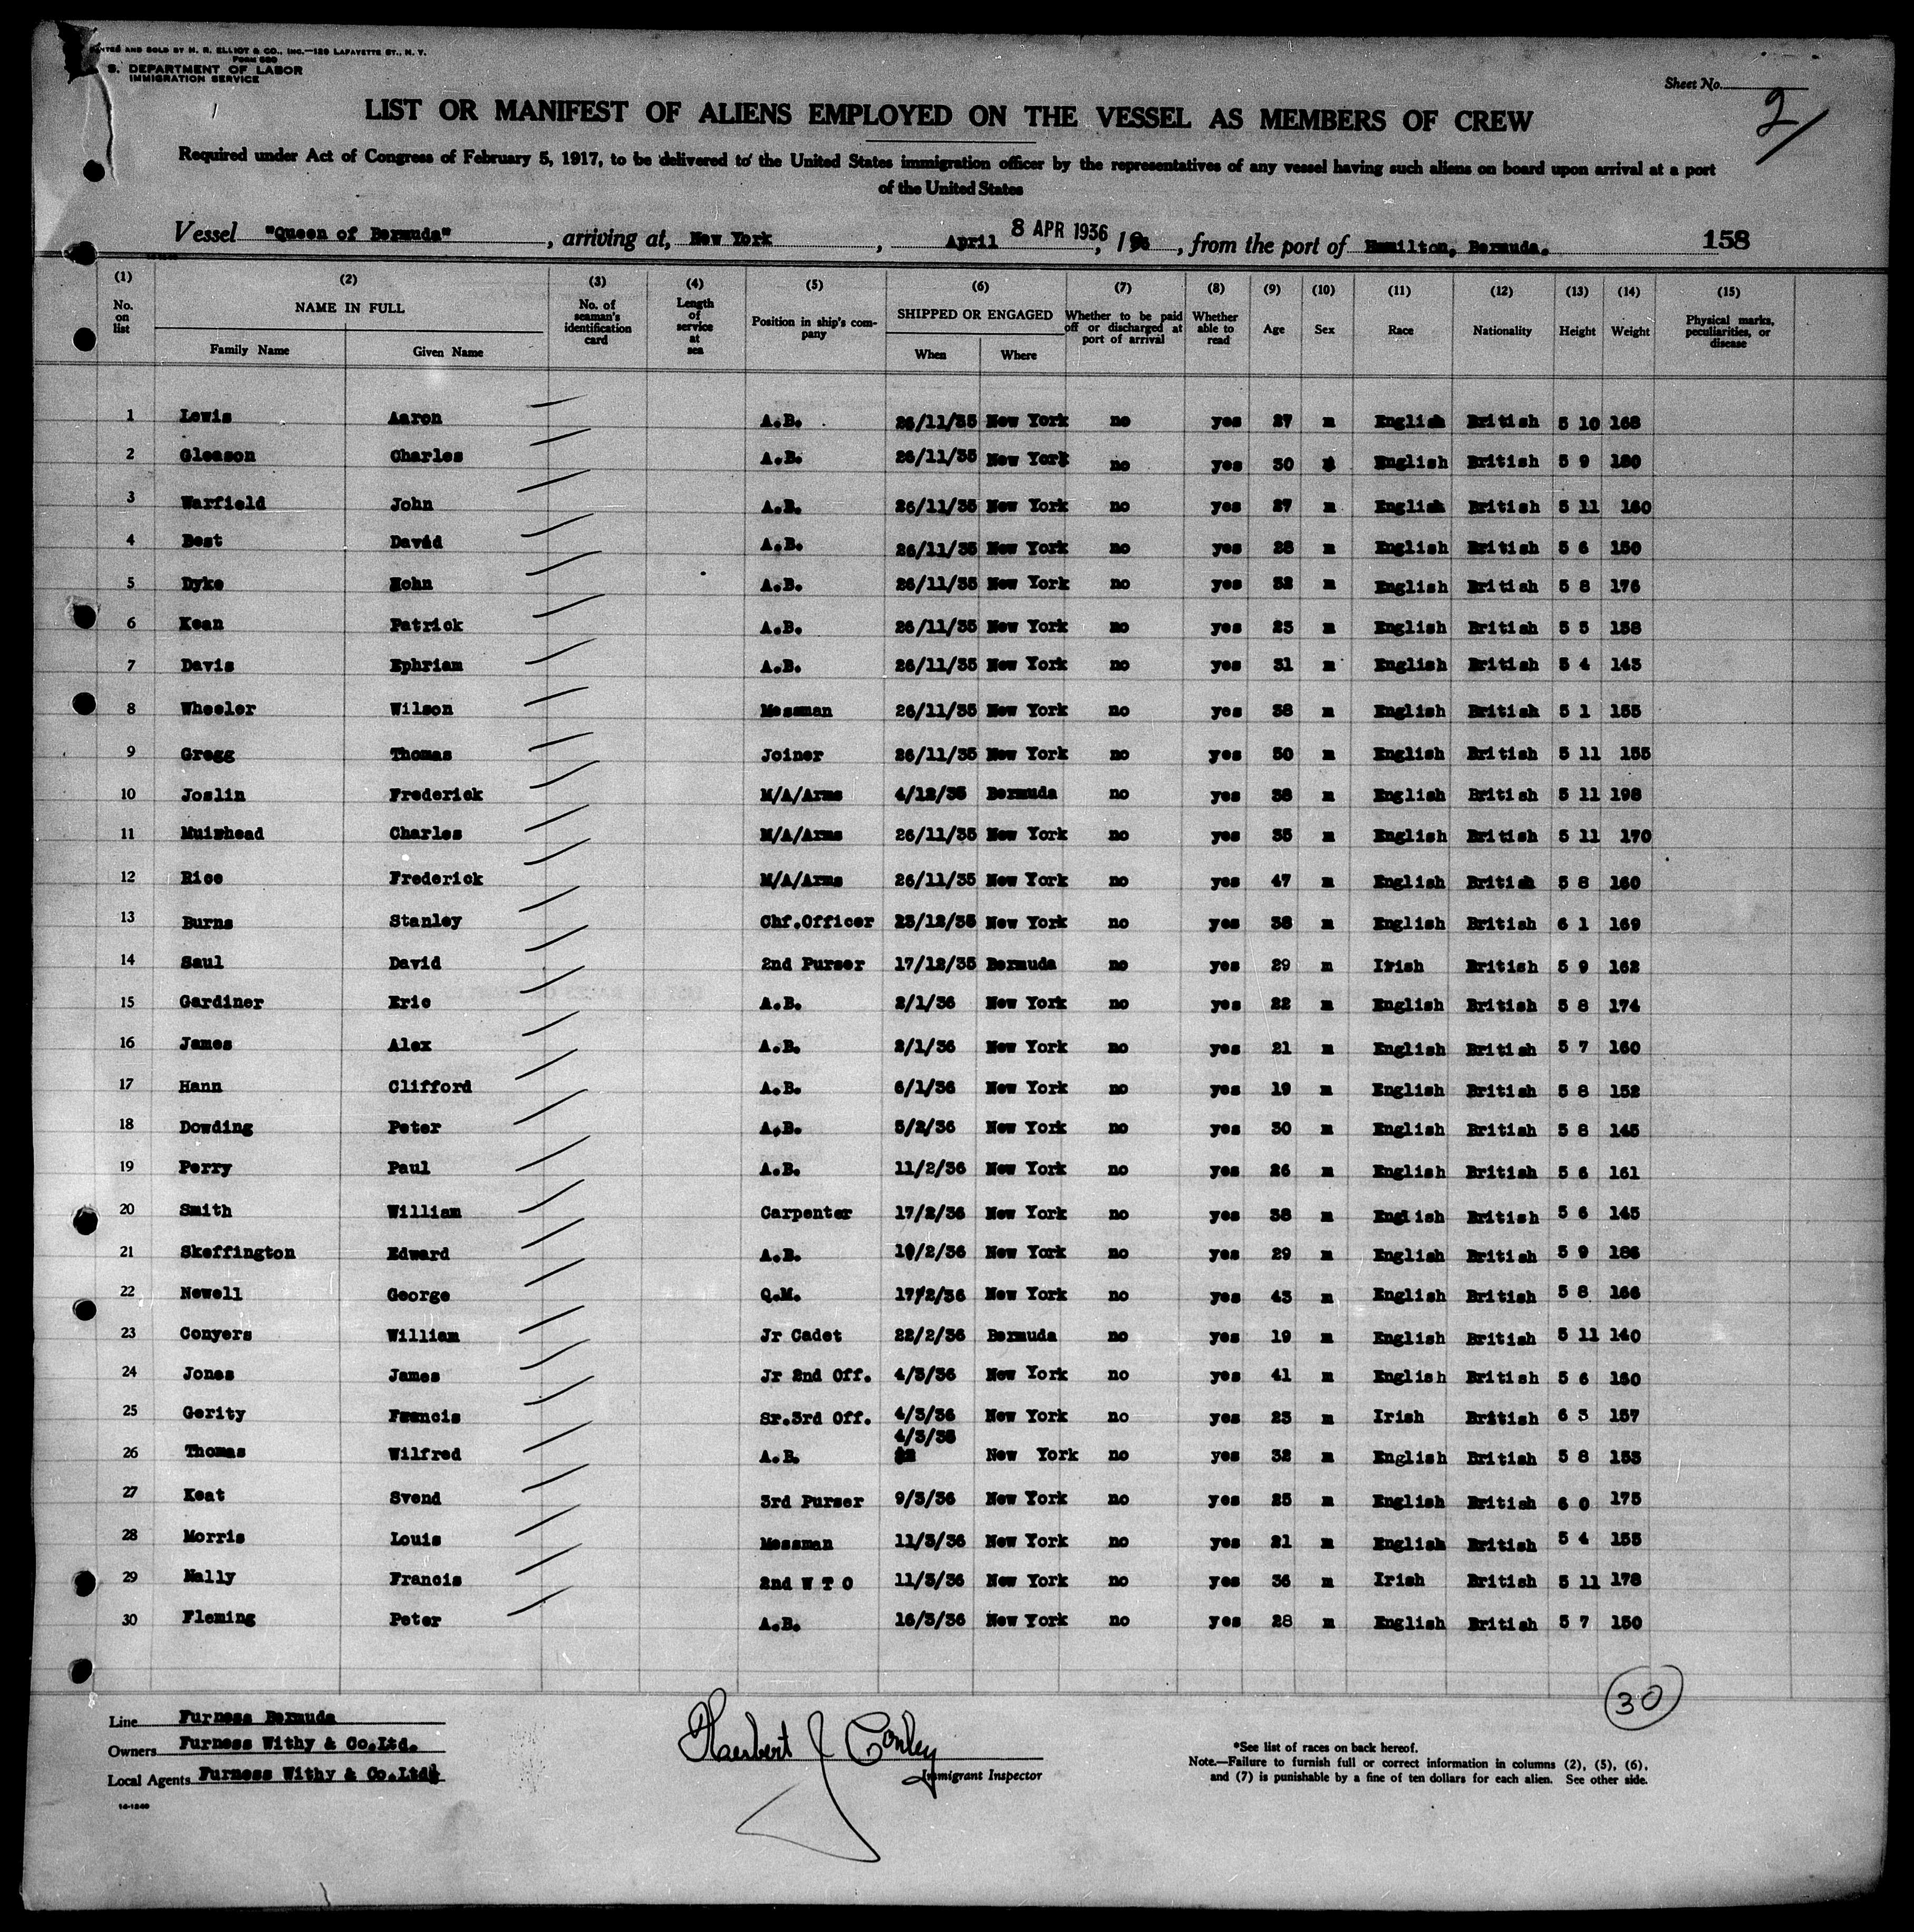 PRINTED AND SOLD BY M. R. ELLIOT & CO., INC.—129 LAFAYETTE ST., N. Y.
S. DEPARTMENT OF LABOR
IMMIGRATION SERVICE
Sheet No. 2
LIST OR MANIFEST OF ALIENS EMPLOYED ON THE VESSEL AS MEMBERS OF CREW
Required under Act of Congress of February 5, 1917, to be delivered to the United States immigration officer by the representatives of any vessel having such aliens on board upon arrival at a port
of the United States
Vessel "Queen of Bermuda", arriving at, New York, April 8 APR 1936, 19, from the port of Hamilton, Bermuda. 158
(1) (2) (3) (4) (5) (6) (7) (8) (9) (10) (11) (12) (13) (14) (15)
No. on list NAME IN FULL No. of seaman's identification card Length of service at sea Position in ship's company SHIPPED OR ENGAGED Whether to be paid off or discharged at port of arrival Whether able to read Age Sex Race Nationality Height Weight Physical marks, peculiarities, or disease
Family Name Given Name When Where
1 Lewis Aaron A.B. 26/11/35 New York no yes 27 m English British 5 10 168
2 Gleason Charles A.B. 26/11/35 New York no yes 30 English British 5 9 180
3 Warfield John A.B. 26/11/35 New York no yes 27 m English British 5 11 160
4 Best David A.B. 26/11/35 New York no yes 28 m English British 5 6 150
5 Dyke A.B. 26/11/35 New York no yes 32 m English British 5 8 176
6 Kean Patrick A.B. 26/11/35 New York no yes 25 m English British 5 5 158
7 Davis Ephriam A.B. 26/11/35 New York no yes 31 m English British 5 4 143
8 Wheeler Wilson Messman 26/11/35 New York no yes 38 m English British 5 1 155
9 Gregg Thomas Joiner 26/11/35 New York no yes 50 m English British 5 11 155
10 Joslin Frederick M/A/Arms 4/12/35 Bermuda no yes 38 m English British 5 11 198
11 Muirhead Charles M/A/Arms 26/11/35 New York no yes 35 m English British 5 11 170
12 Rice Frederick M/A/Arms 26/11/35 New York no yes 47 m English British 5 8 160
13 Burns Stanley Chf.Officer 23/12/35 New York no yes 38 m English British 6 1 169
14 Saul David 2nd Purser 17/12/35 Bermuda no yes 29 m Irish British 5 9 162
15 Gardiner Eric A.B. 2/1/36 New York no yes 22 m English British 5 8 174
16 James Alex A.B. 2/1/36 New York no yes 21 m English British 5 7 160
17 Hann Clifford A.B. 6/1/36 New York no yes 19 m English British 5 8 152
18 Dowding Peter A.B. 5/2/36 New York no yes 30 m English British 5 8 145
19 Perry Paul A.B. 11/2/36 New York no yes 26 m English British 5 6 161
20 Smith William Carpenter 17/2/36 New York no yes 38 m English British 5 6 145
21 Skeffington Edward A.B. New York no yes 29 m English British 5 9 186
22 Newell George Q.M. 17/2/36 New York no yes 43 m English British 5 8 166
23 Conyers William Jr Cadet 22/2/36 Bermuda no yes 19 m English British 5 11 140
24 Jones James Jr 2nd Off. 4/3/36 New York no yes 41 m English British 5 6 160
25 Gerity Francis Sr.3rd Off. 4/3/36 New York no yes 25 m Irish British 6 3 157
4/3/36
26 Thomas Wilfred A.B. New York no yes 32 m English British 5 8 153
27 Keat Svend 3rd Purser 9/3/36 New York no yes 25 m English British 6 0 175
28 Morris Louis Messman 11/3/36 New York no yes 21 m English British 5 4 155
29 Nally Francis 2nd W T O 11/3/36 New York no yes 36 m Irish British 5 11 178
30 Fleming Peter A.B. 16/3/36 New York no yes 28 m English British 5 7 150
30
Line Furness Bermuda
Owners Furness Withy & Co.Ltd.
Local Agents Furness Withy & Co.Ltd
Herbert J Conley
Immigrant Inspector
*See list of races on back hereof.
Note.—Failure to furnish full or correct information in columns (2), (5), (6),
and (7) is punishable by a fine of ten dollars for each alien. See other side.